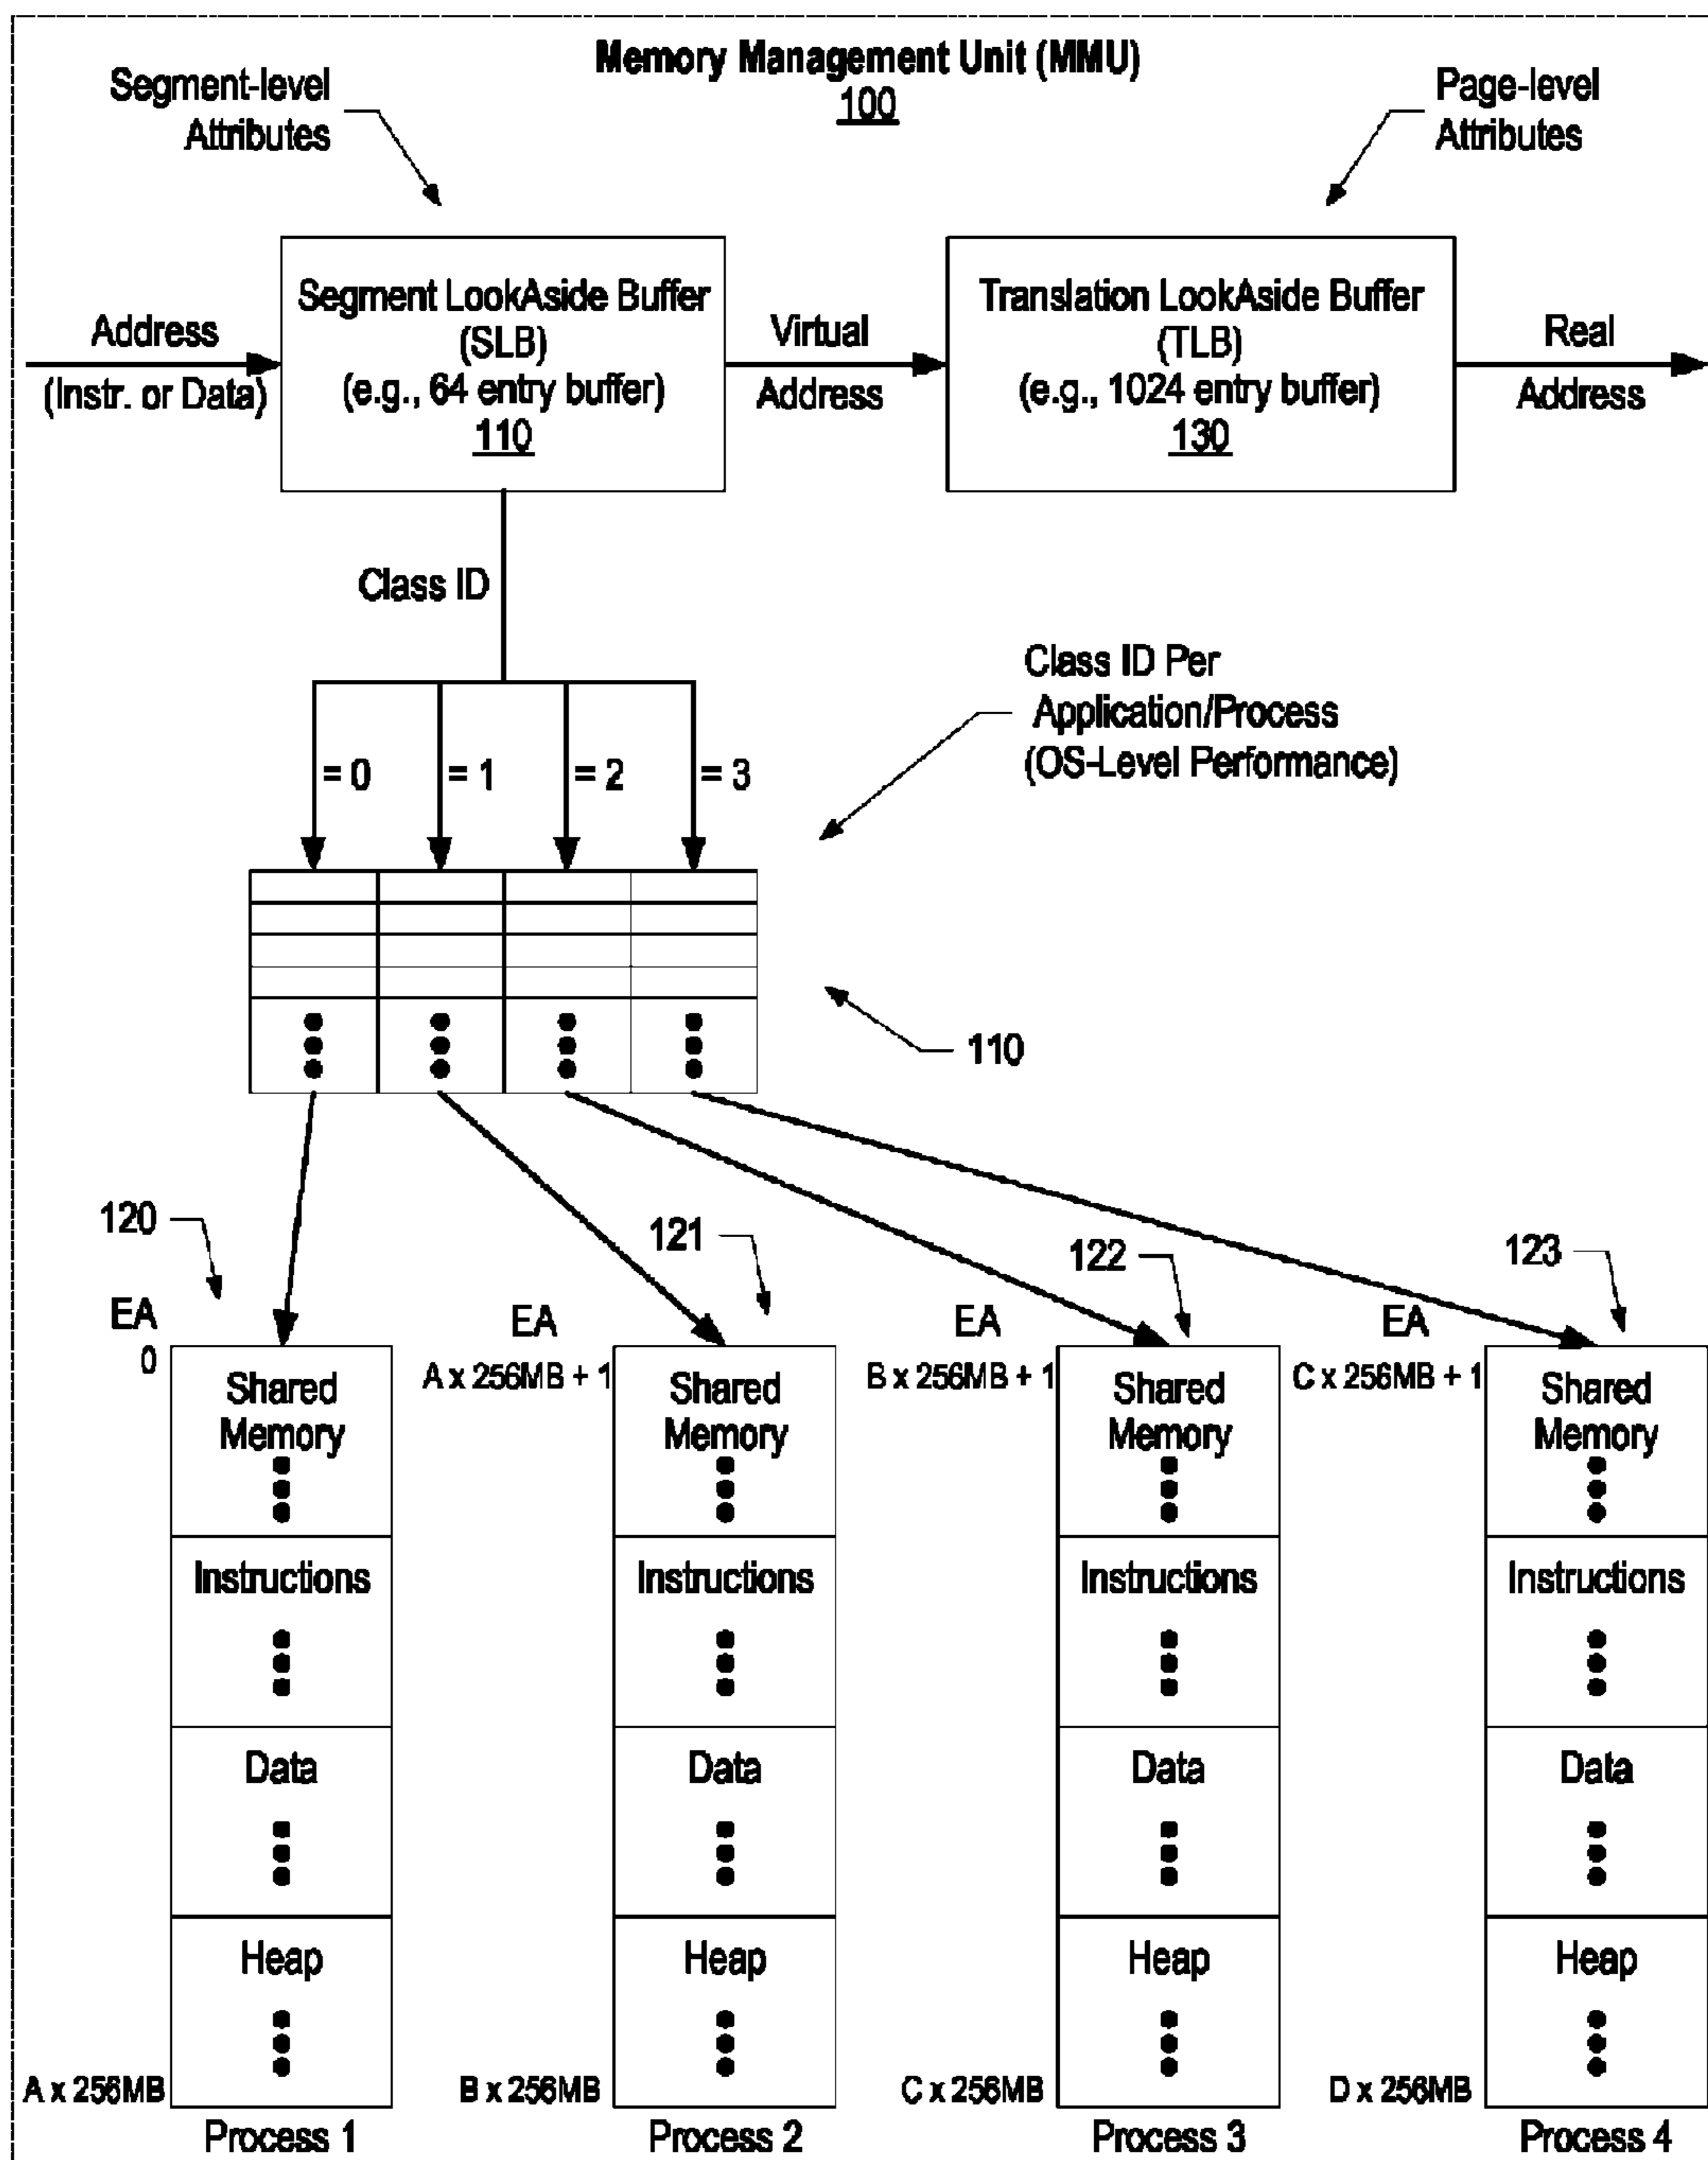 Memory Management Unit (MMU)
100
Segment-level
Attributes
Page-level
Attributes
Address
(Instr. or Data)
Segment LookAside Buffer
(SLB)
(e.g., 64 entry buffer)
110
Virtual
Address
Translation LookAside Buffer
(TLB)
(e.g., 1024 entry buffer)
130
Real
Address
Class ID
= 0
= 1
= 2
= 3
Class ID Per
Application/Process
(OS-Level Performance)
110
120
121
122
123
EA
0
EA
A x 256MB + 1
EA
B x 256MB + 1
EA
C x 256MB + 1
Shared
Memory
Instructions
Data
Heap
A x 256MB
Process 1
Shared
Memory
Instructions
Data
Heap
B x 256MB
Process 2
Shared
Memory
Instructions
Data
Heap
C x 256MB
Process 3
Shared
Memory
Instructions
Data
Heap
D x 256MB
Process 4